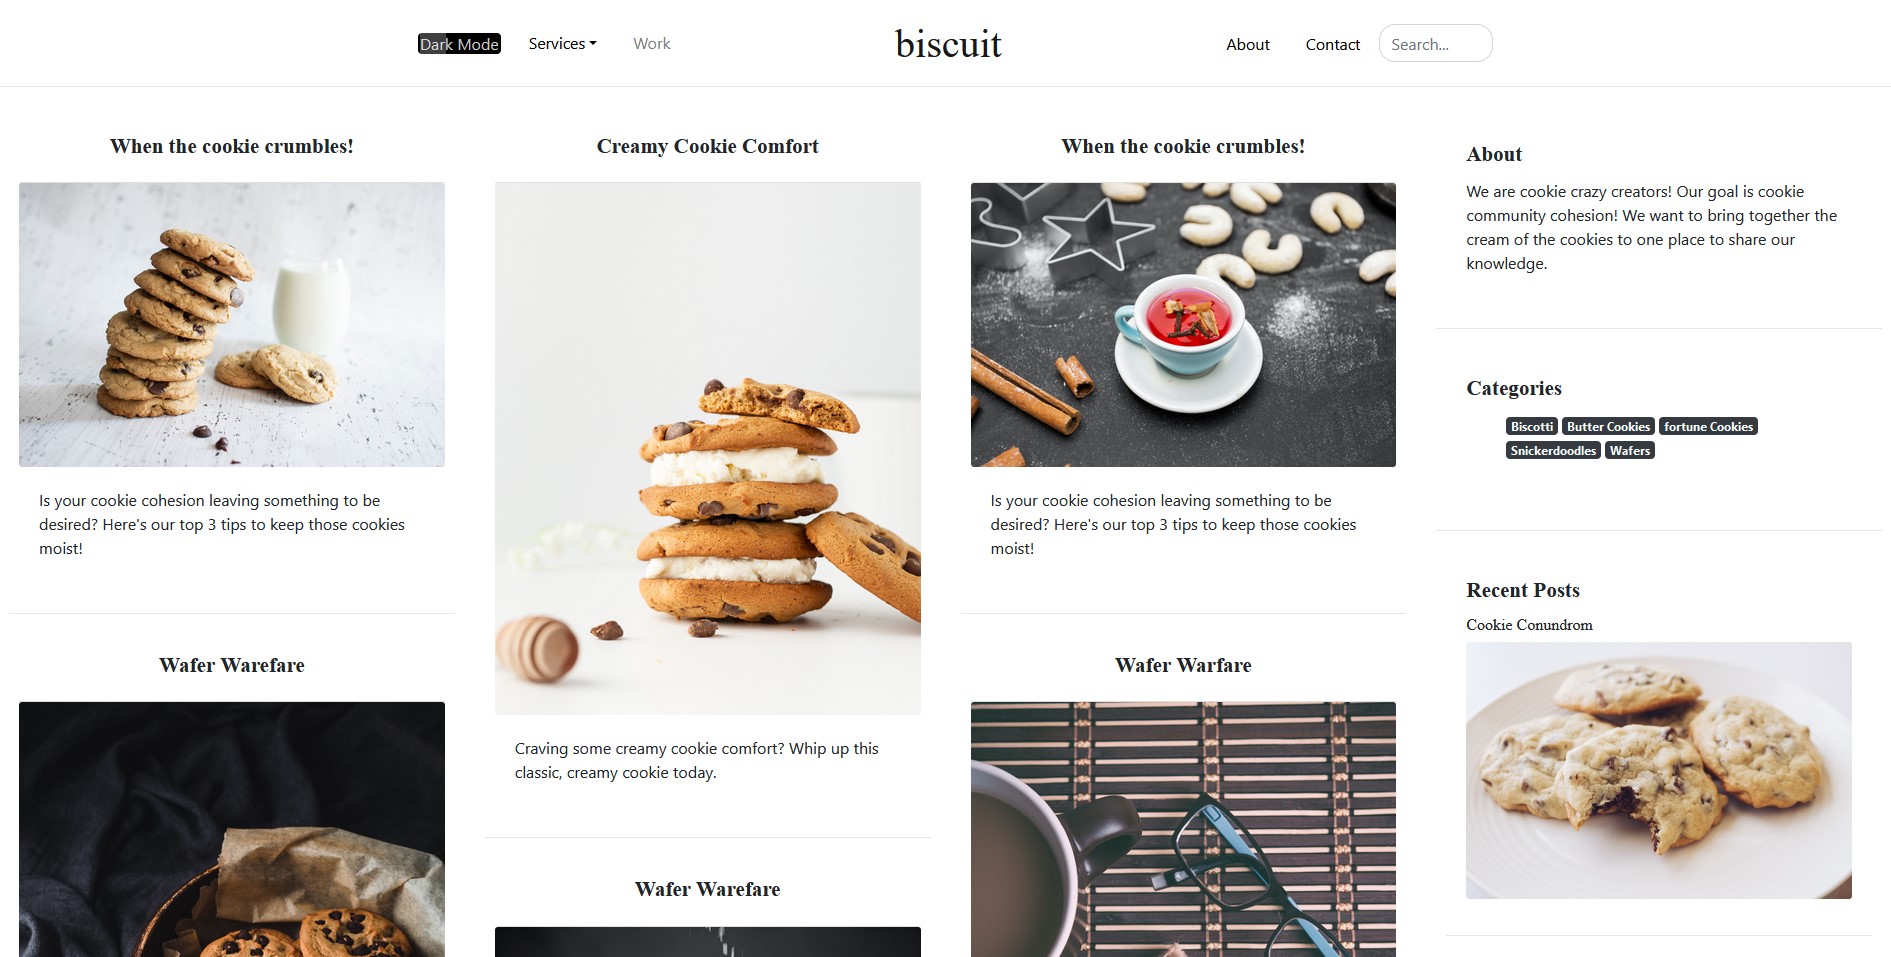 Dark Mode
Services
Work
biscuit
About
Contact
Search...
When the cookie crumbles!
Is your cookie cohesion leaving something to be
desired? Here's our top 3 tips to keep those cookies
moist!
Wafer Warefare
Creamy Cookie Comfort
Craving some creamy cookie comfort? Whip up this
classic, creamy cookie today.
Wafer Warefare
When the cookie crumbles!
Is your cookie cohesion leaving something to be
desired? Here's our top 3 tips to keep those cookies
moist!
Wafer Warfare
About
We are cookie crazy creators! Our goal is cookie
community cohesion! We want to bring together the
cream of the cookies to one place to share our
knowledge.
Categories
Biscotti Butter Cookies fortune Cookies
Snickerdoodles Wafers
Recent Posts
Cookie Conundrom